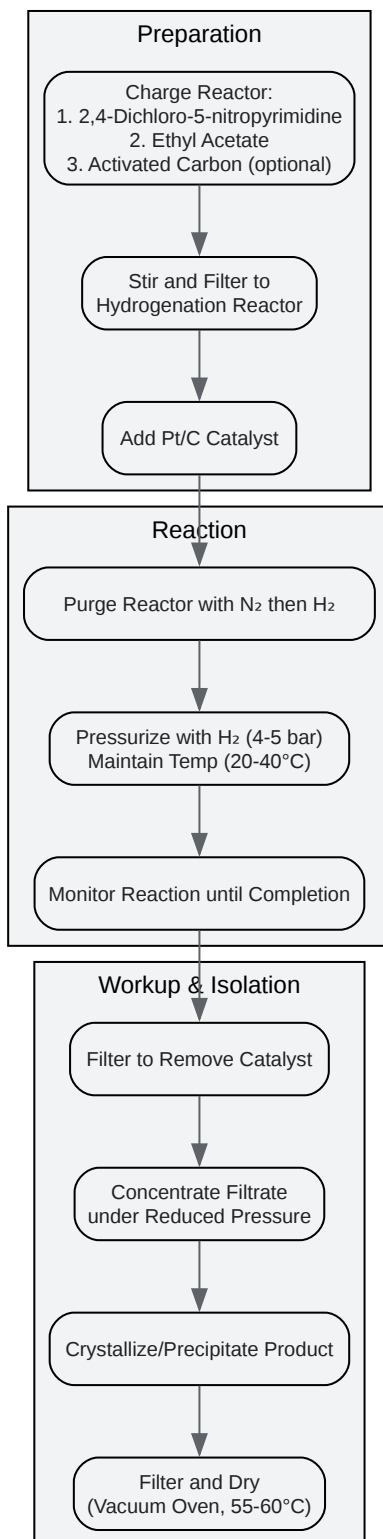 Preparation
Charge Reactor:
1. 2,4-Dichloro-5-nitropyrimidine
2. Ethyl Acetate
3. Activated Carbon (optional)
Stir and Filter to
Hydrogenation Reactor
Add Pt/C Catalyst
Reaction
Purge Reactor with N₂ then H₂
Pressurize with H₂ (4-5 bar)
Maintain Temp (20-40°C)
Monitor Reaction until Completion
Workup & Isolation
Filter to Remove Catalyst
Concentrate Filtrate
under Reduced Pressure
Crystallize/Precipitate Product
Filter and Dry
(Vacuum Oven, 55-60°C)